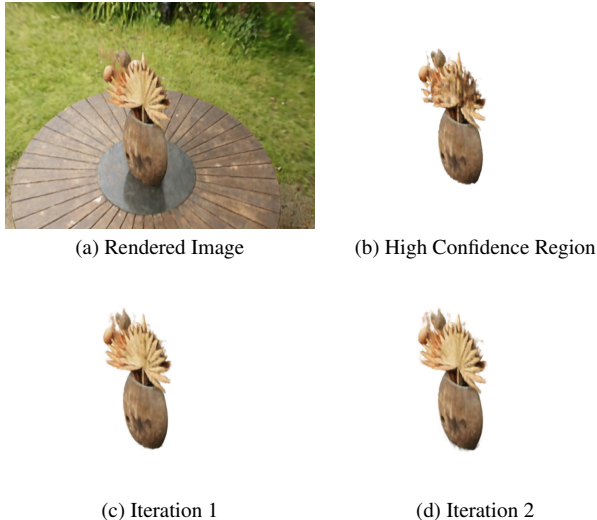 (a) Rendered Image
(b) High Confidence Region
(c) Iteration 1
(d) Iteration 2